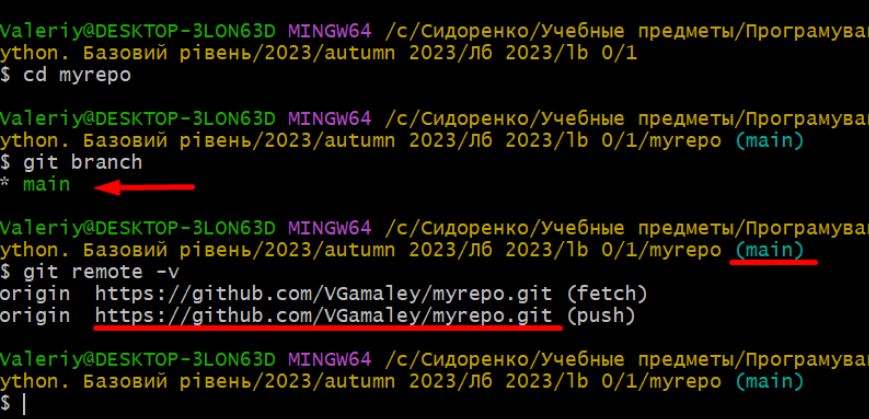 Valeriy@DESKTOP-3LON63D MINGW64 /c/Сидоренко/Учебные предметы/Програмува
ython. Базовий рівень/2023/autumn 2023/Лб 2023/lb 0/1
$ cd myrepo
Valeriy@DESKTOP-3LON63D MINGW64 /c/Сидоренко/Учебные предметы/Програмува
ython. Базовий рівень/2023/autumn 2023/Лб 2023/lb 0/1/myrepo (main)
$ git branch
* main
Valeriy@DESKTOP-3LON63D MINGW64 /c/Сидоренко/Учебные предметы/Програмува
ython. Базовий рівень/2023/autumn 2023/Лб 2023/lb 0/1/myrepo (main)
$ git remote -v
origin  https://github.com/VGamaley/myrepo.git (fetch)
origin  https://github.com/VGamaley/myrepo.git (push)
Valeriy@DESKTOP-3LON63D MINGW64 /c/Сидоренко/Учебные предметы/Програмува
ython. Базовий рівень/2023/autumn 2023/Лб 2023/lb 0/1/myrepo (main)
$